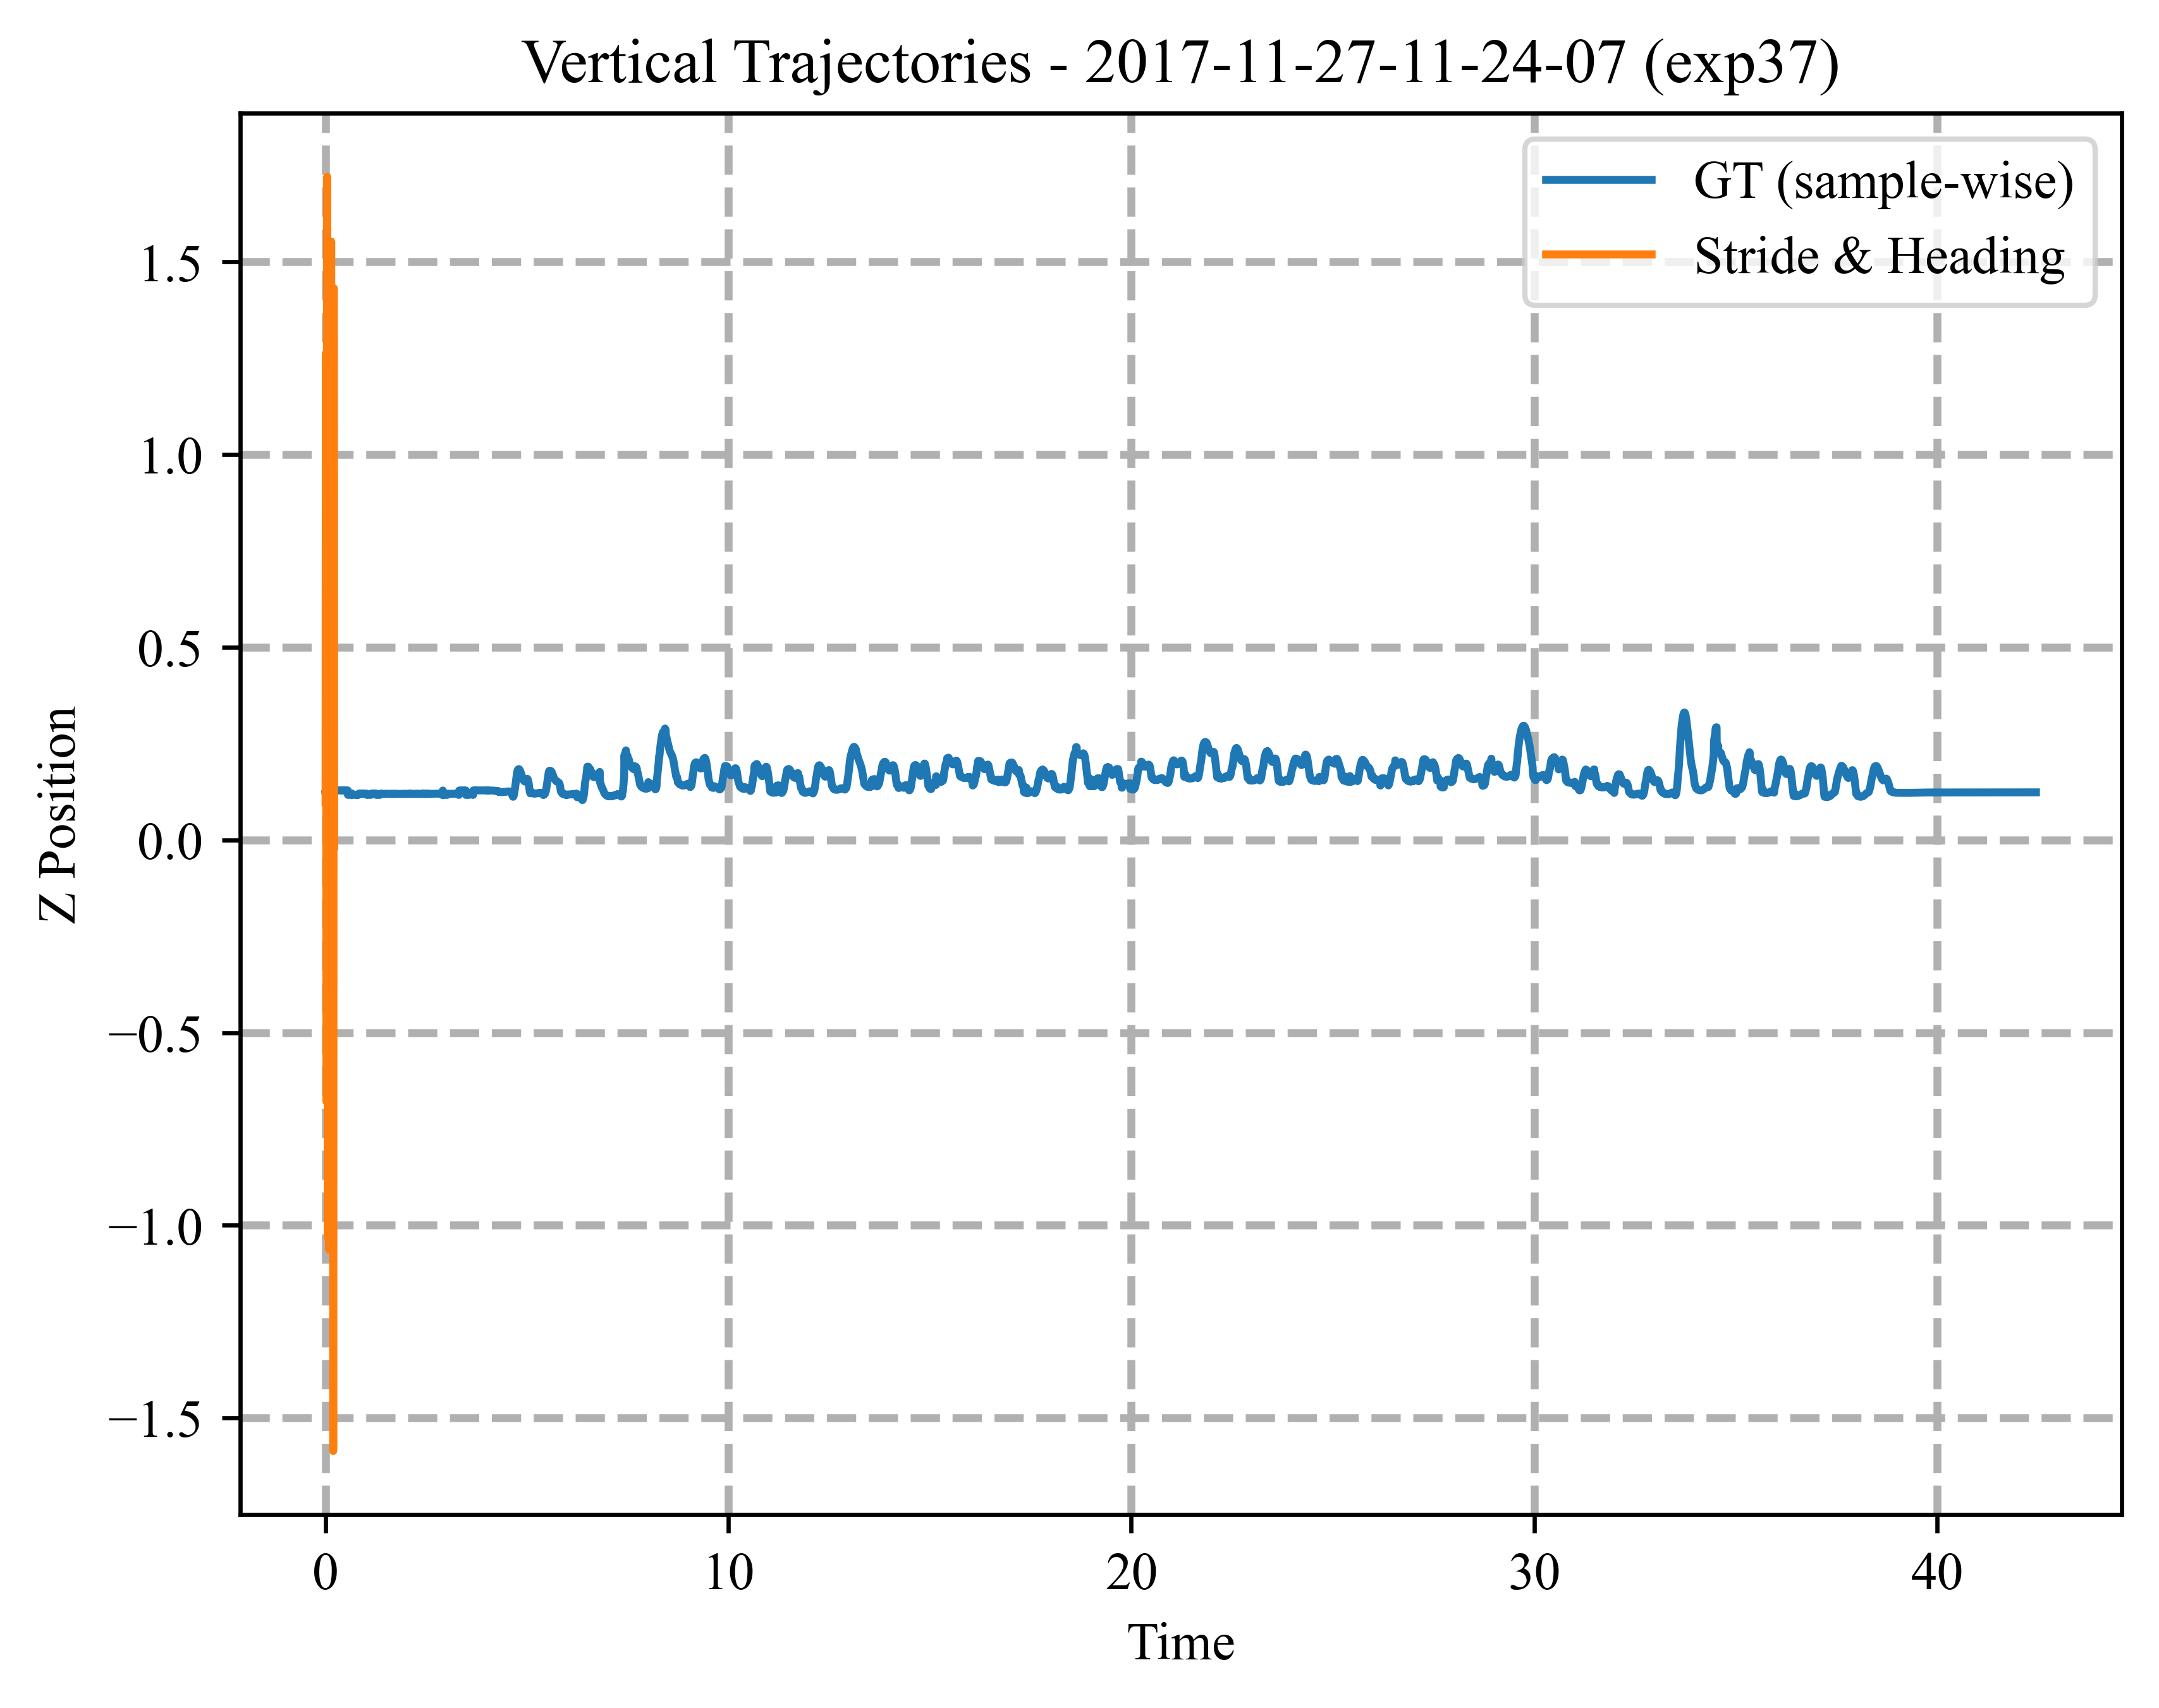 Vertical Trajectories - 2017-11-27-11-24-07 (exp37)
GT (sample-wise)
Stride & Heading
1.5
1.0
0.5
0.0
−0.5
−1.0
−1.5
Z Position
0 10 20 30 40
Time